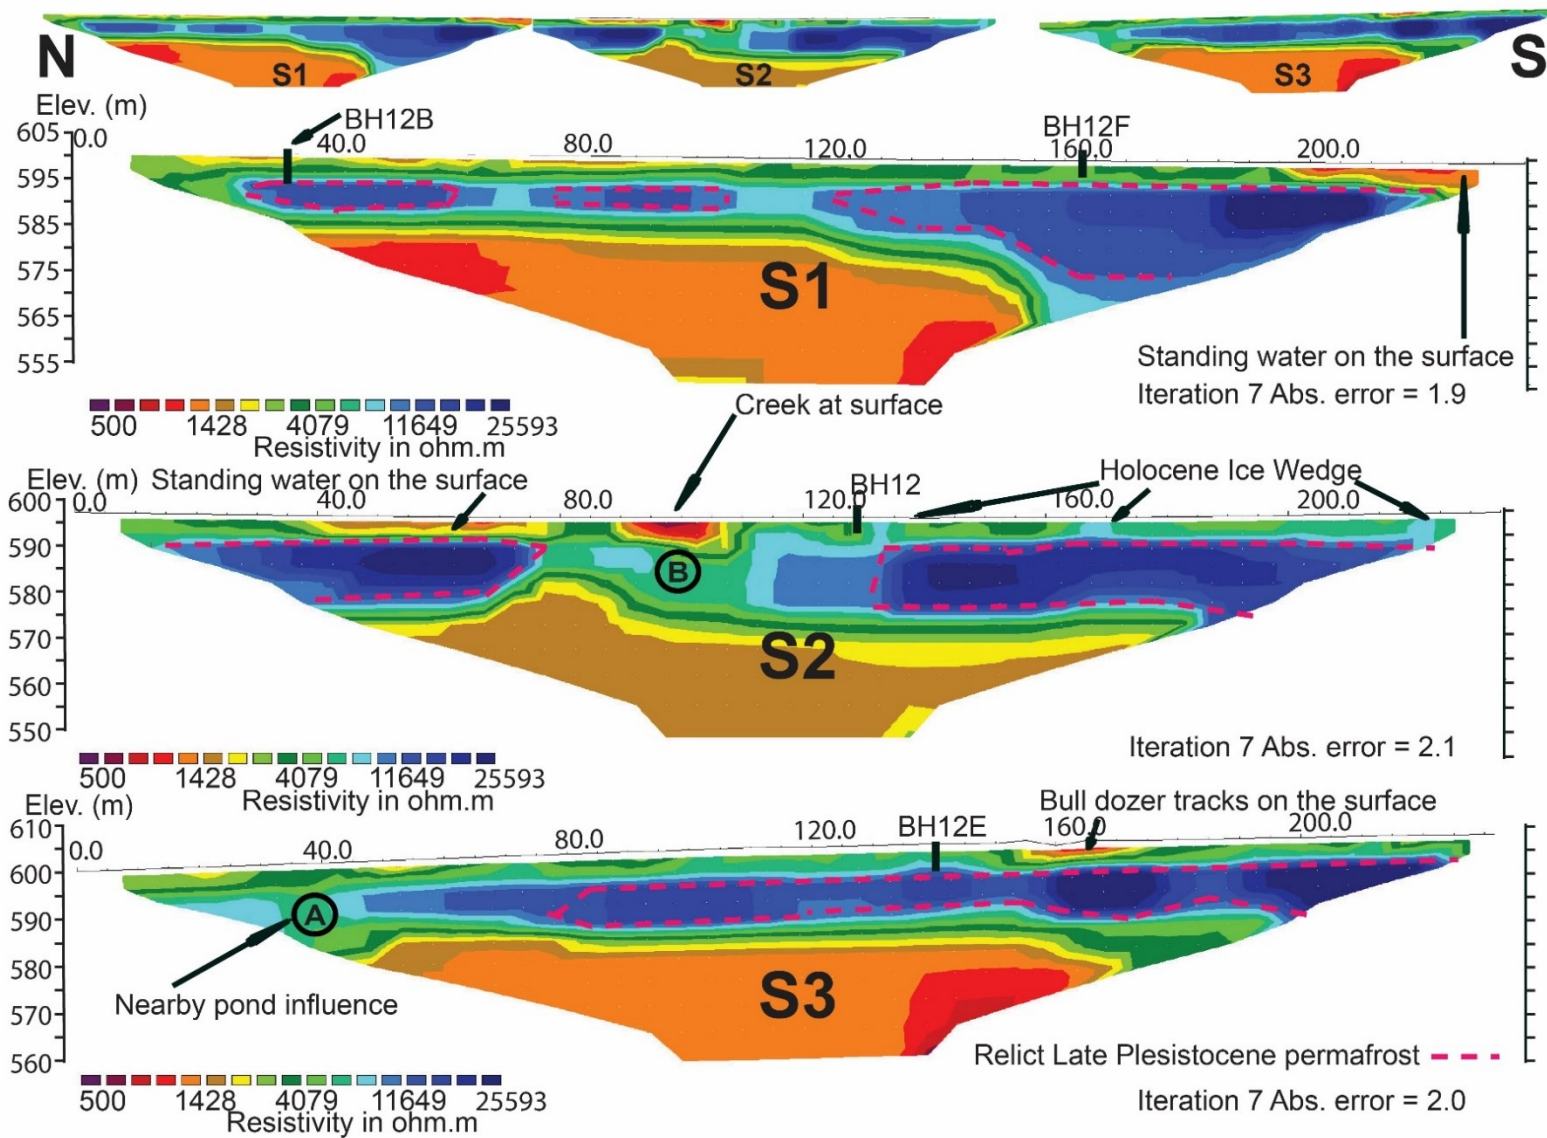 N S1 S2 S3 S
Elev. (m)
BH12B
BH12F
605 0.0 40.0 80.0 120.0 160.0 200.0
595
585
575
565
555
S1
Standing water on the surface
Iteration 7 Abs. error = 1.9
500 1428 4079 11649 25593
Resistivity in ohm.m
Creek at surface
Elev. (m)
Standing water on the surface
BH12
Holocene Ice Wedge
600 0.0 40.0 80.0 120.0 160.0 200.0
590
580
570
560
550
B
S2
Iteration 7 Abs. error = 2.1
500 1428 4079 11649 25593
Resistivity in ohm.m
Elev. (m)
Bull dozer tracks on the surface
BH12E
610 0.0 40.0 80.0 120.0 160.0 200.0
600
590
580
570
560
A
Nearby pond influence
S3
Relict Late Plesistocene permafrost
Iteration 7 Abs. error = 2.0
500 1428 4079 11649 25593
Resistivity in ohm.m